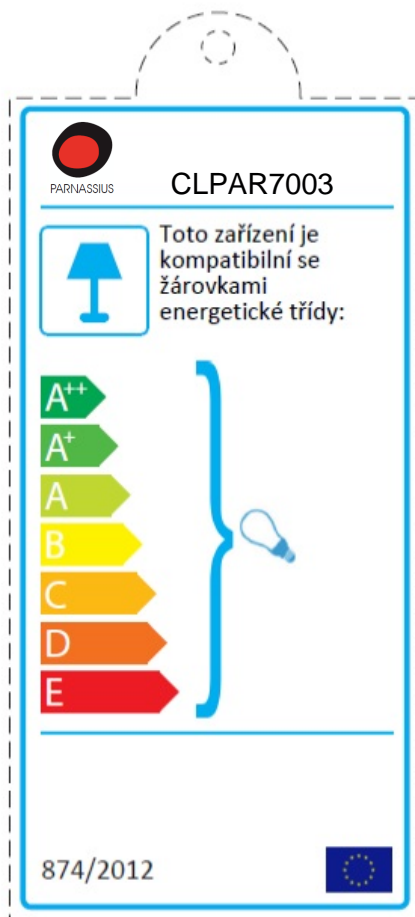 PARNASSIUS
CLPAR7003
Toto zařízení je
kompatibilní se
žárovkami
energetické třídy:
A++
A+
A
B
C
D
E
874/2012